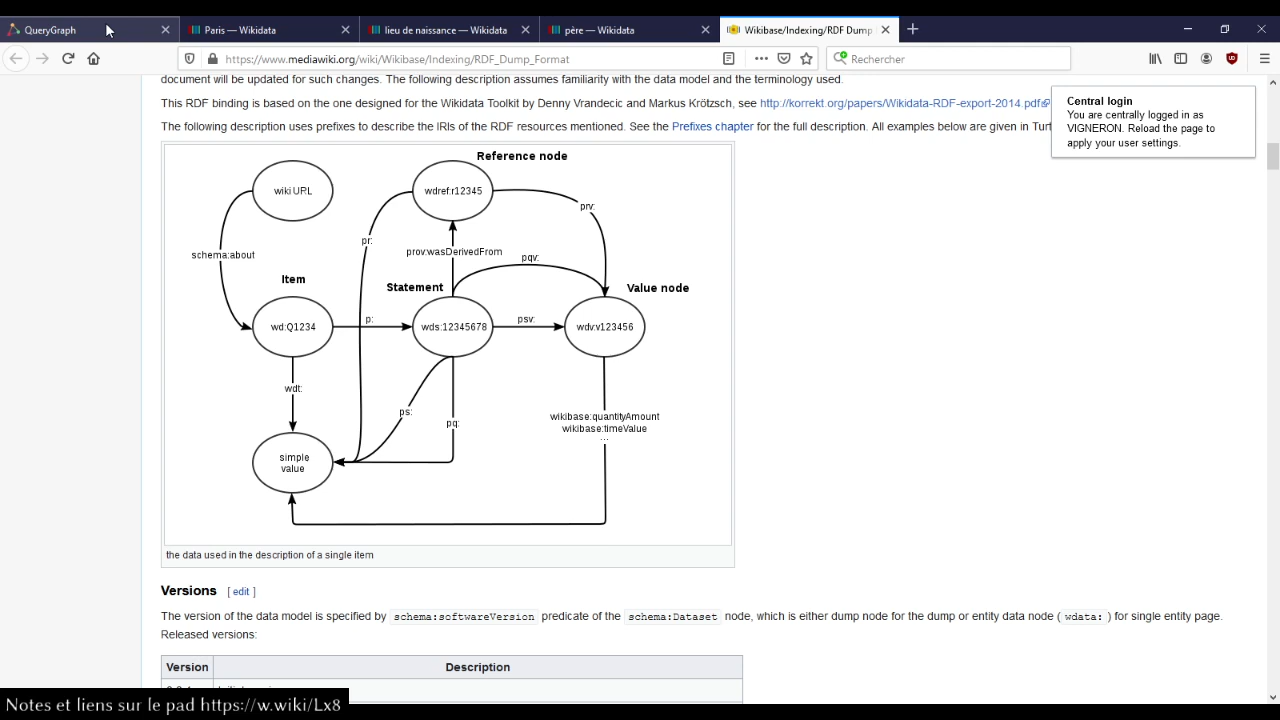 QueryGraph
Paris — Wikidata
lieu de naissance — Wikidata
père — Wikidata
Wikibase/Indexing/RDF Dump
https://www.mediawiki.org/wiki/Wikibase/Indexing/RDF_Dump_Format
Rechercher
document will be updated for such changes. The following description assumes familiarity with the data model and the terminology used.
This RDF binding is based on the one designed for the Wikidata Toolkit by Denny Vrandecic and Markus Krötzsch, see http://korrekt.org/papers/Wikidata-RDF-export-2014.pdf
The following description uses prefixes to describe the IRIs of the RDF resources mentioned. See the Prefixes chapter for the full description. All examples below are given in
Central login
You are centrally logged in as
VIGNERON. Reload the page to
apply your user settings.
Reference node
wiki URL
wdref:r12345
prv:
pr:
schema:about
prov:wasDerivedFrom
pqv:
Item
Statement
Value node
wd:Q1234
p:
wds:12345678
psv:
wdv:v123456
wdt:
ps:
pq:
wikibase:quantityAmount
wikibase:timeValue
...
simple
value
the data used in the description of a single item
Versions [ edit ]
The version of the data model is specified by schema:softwareVersion predicate of the schema:Dataset node, which is either dump node for the dump or entity data node ( wdata: ) for single entity page.
Released versions:
Version Description
Notes et liens sur le pad https://w.wiki/Lx8